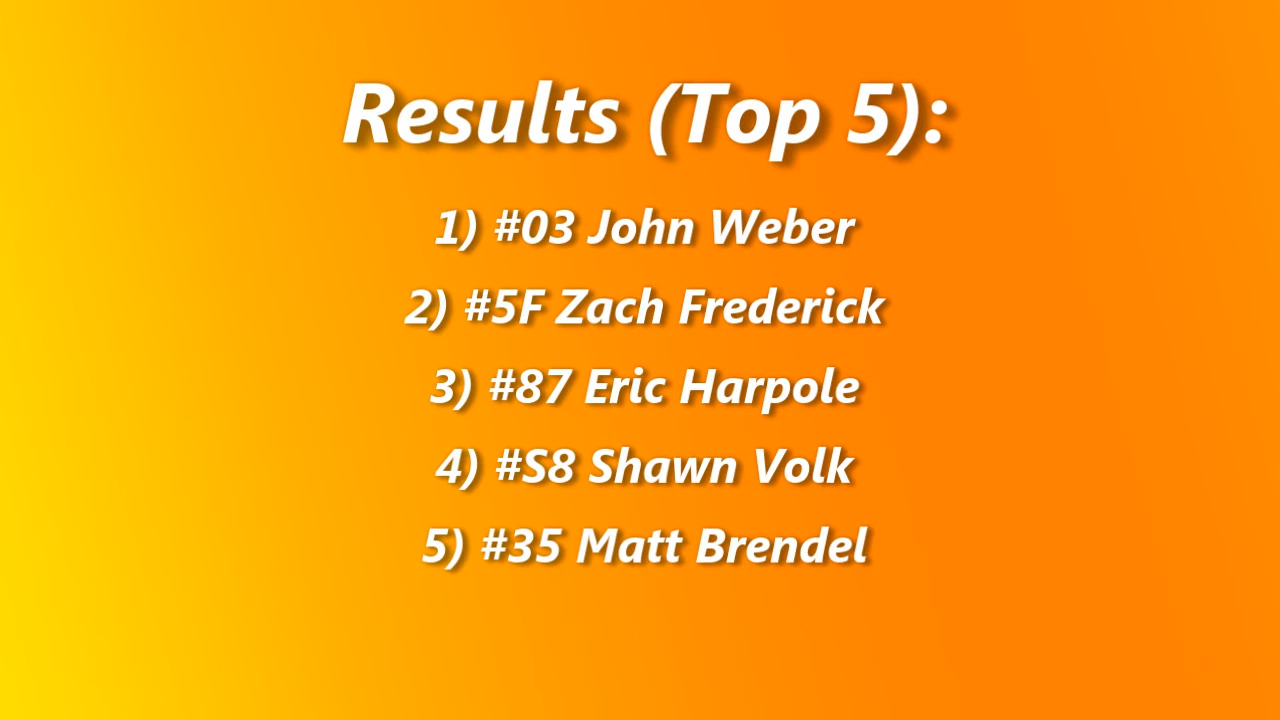 Results (Top 5):
1) #03 John Weber
2) #5F Zach Frederick
3) #87 Eric Harpole
4) #S8 Shawn Volk
5) #35 Matt Brendel